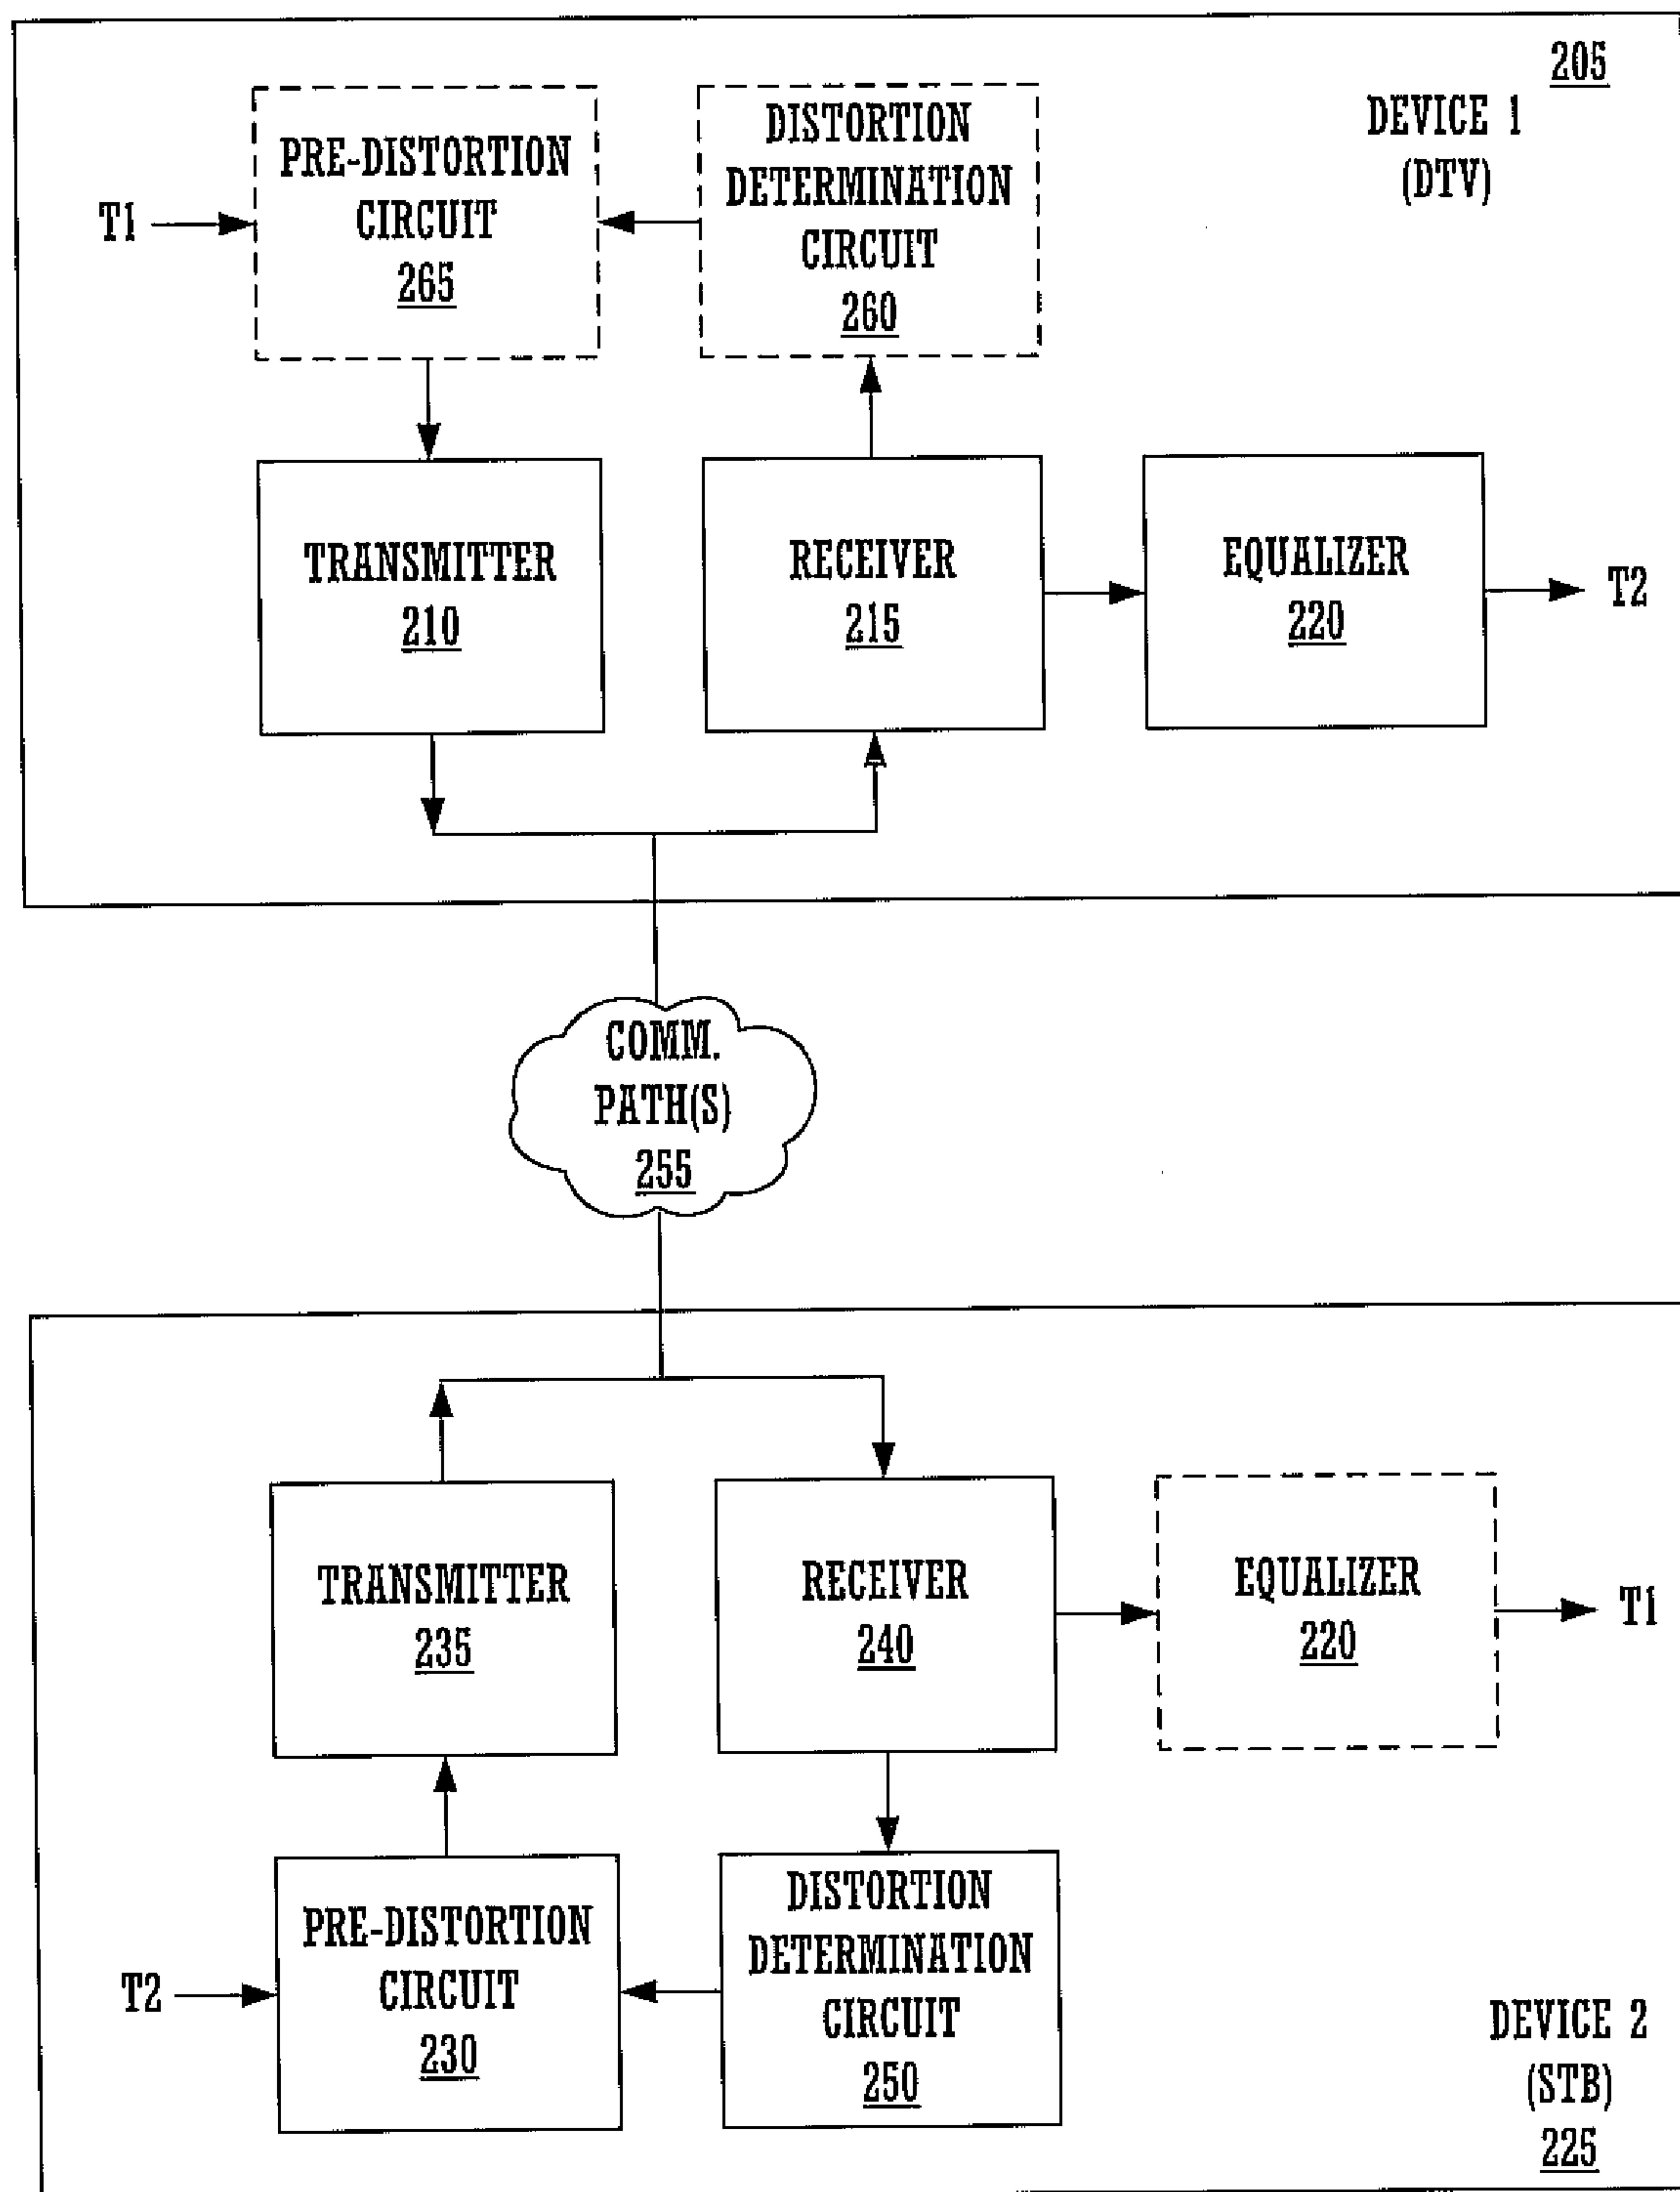 205
DEVICE 1
(DTV)
T1
PRE-DISTORTION
CIRCUIT
265
DISTORTION
DETERMINATION
CIRCUIT
260
TRANSMITTER
210
RECEIVER
215
EQUALIZER
220
T2
COMM.
PATH(S)
255
TRANSMITTER
235
RECEIVER
240
EQUALIZER
220
T1
T2
PRE-DISTORTION
CIRCUIT
230
DISTORTION
DETERMINATION
CIRCUIT
250
DEVICE 2
(STB)
225